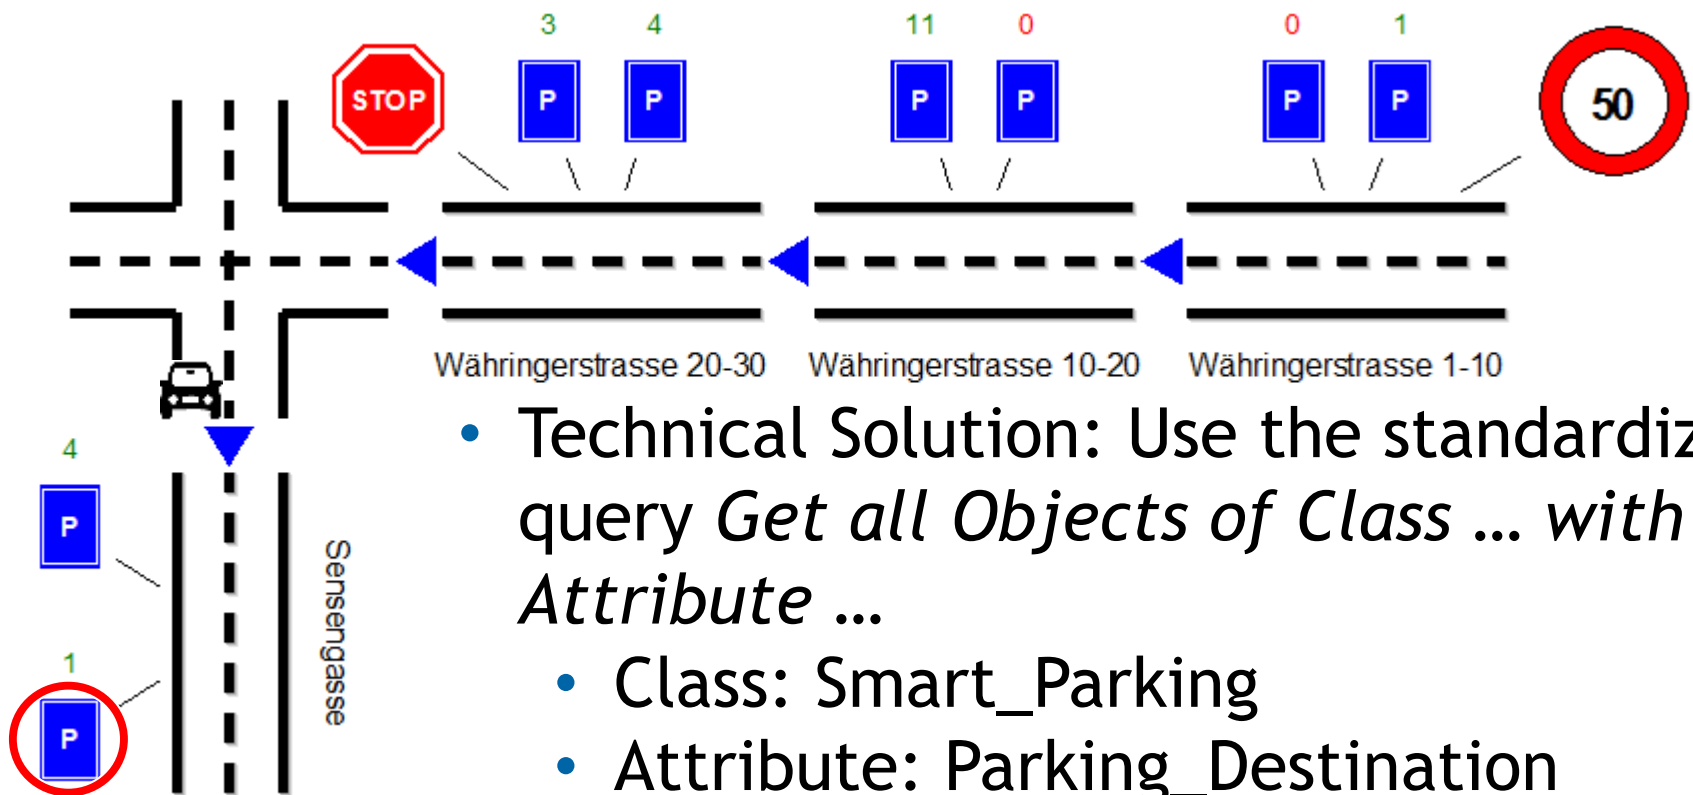 3 4 11 0 0 1
STOP P P P P P P 50
Währingerstrasse 20-30 Währingerstrasse 10-20 Währingerstrasse 1-10
4
P
Sensengasse
1
P
• Technical Solution: Use the standardiz
query Get all Objects of Class … with
Attribute …
• Class: Smart_Parking
• Attribute: Parking_Destination